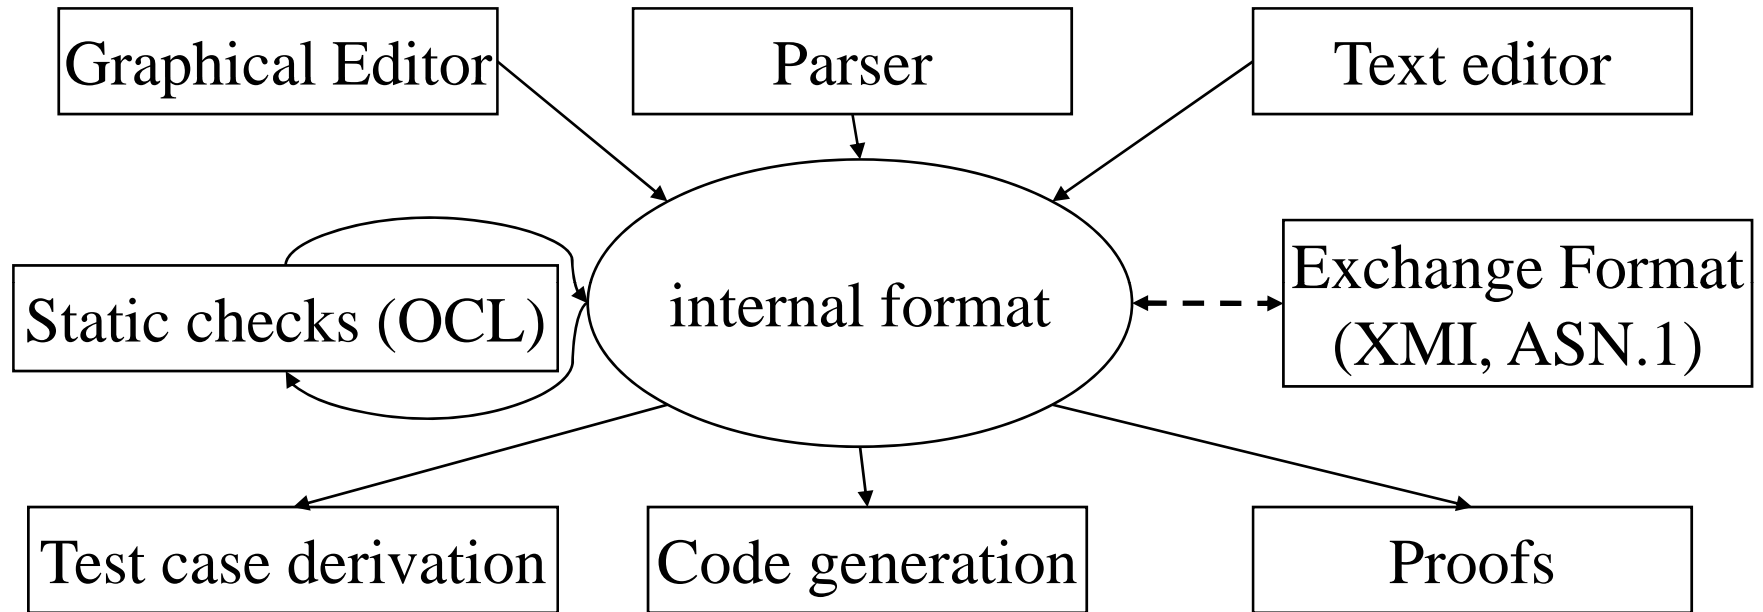 Graphical Editor
Parser
Text editor
Static checks (OCL)
internal format
Exchange Format
(XMI, ASN.1)
Test case derivation
Code generation
Proofs